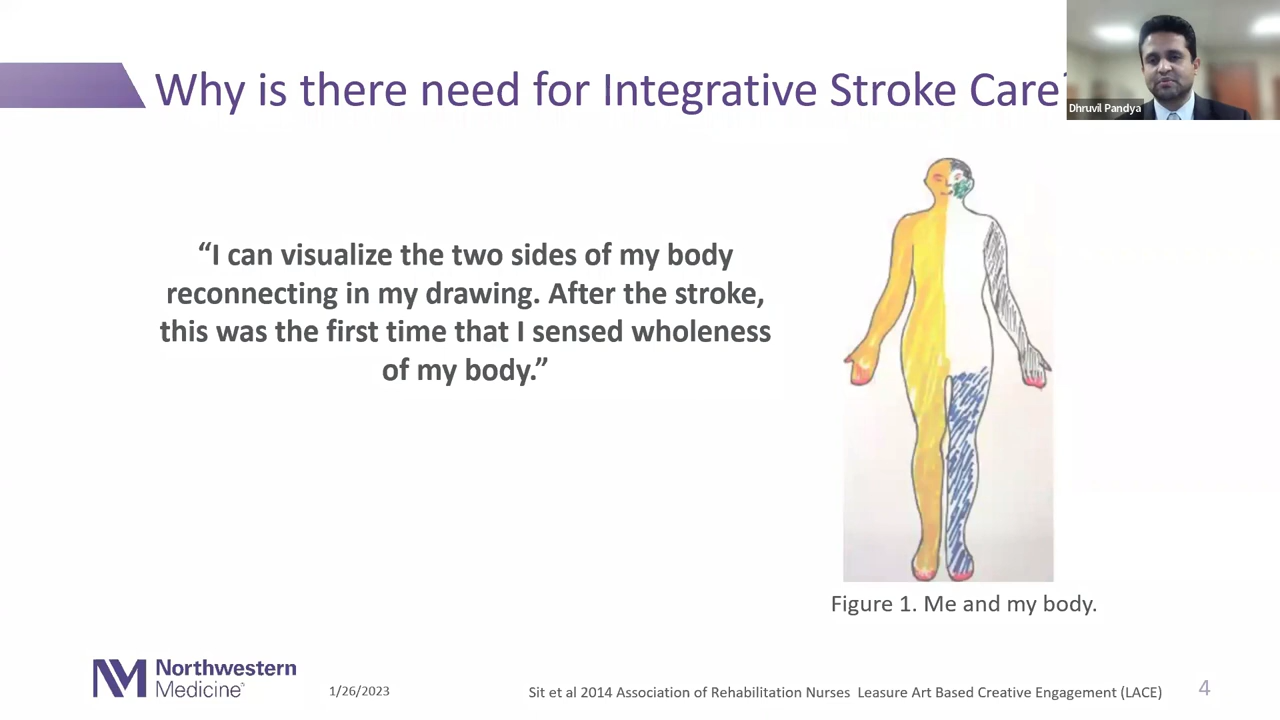 Why is there need for Integrative Stroke Care?
Dhruvil Pandya
“I can visualize the two sides of my body
reconnecting in my drawing. After the stroke,
this was the first time that I sensed wholeness
of my body.”
Figure 1. Me and my body.
NM Northwestern
Medicine®
1/26/2023
Sit et al 2014 Association of Rehabilitation Nurses Leasure Art Based Creative Engagement (LACE)
4